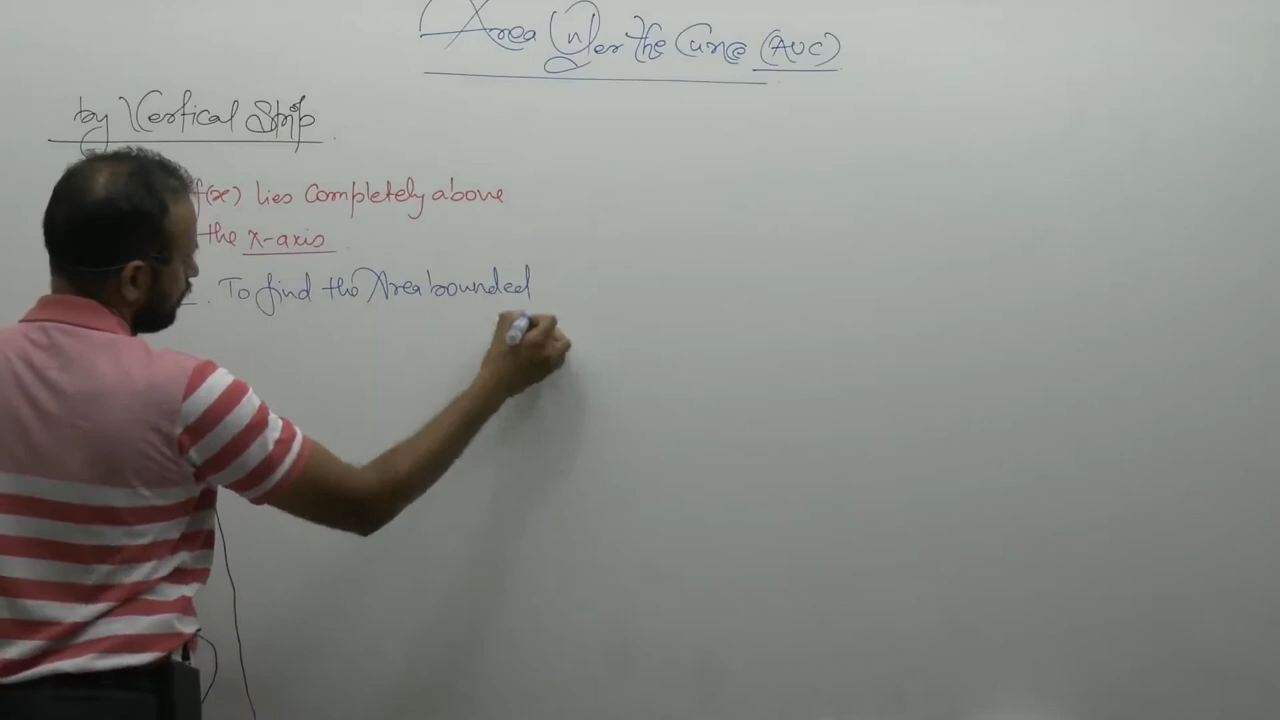 Area Under the Curve (AUC)
by Vertical Strip
f(x) lies Completely above
the x-axis
. To find the Area bounded